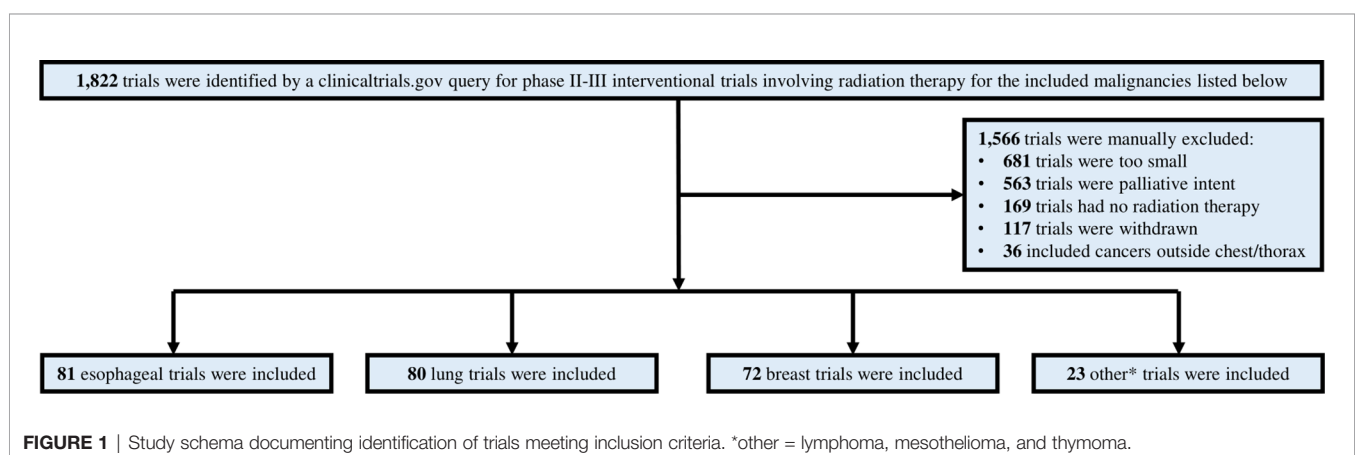 1,822 trials were identified by a clinicaltrials.gov query for phase II-III interventional trials involving radiation therapy for the included malignancies listed below
1,566 trials were manually excluded:
• 681 trials were too small
• 563 trials were palliative intent
• 169 trials had no radiation therapy
• 117 trials were withdrawn
• 36 included cancers outside chest/thorax
81 esophageal trials were included
80 lung trials were included
72 breast trials were included
23 other* trials were included
FIGURE 1 | Study schema documenting identification of trials meeting inclusion criteria. *other = lymphoma, mesothelioma, and thymoma.